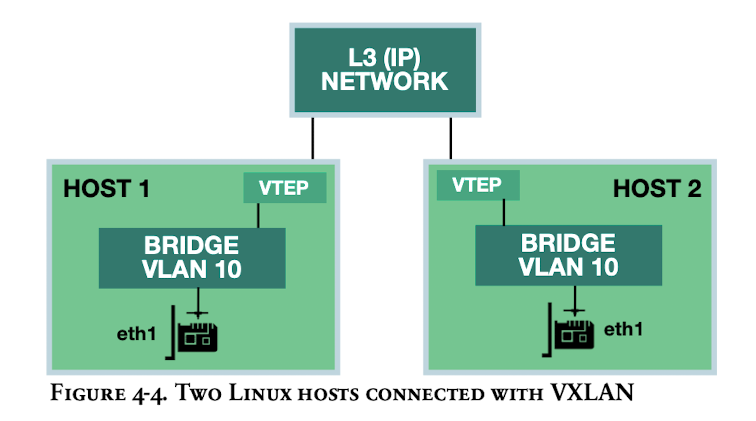 L3 (IP)
NETWORK
HOST 1
VTEP
BRIDGE
VLAN 10
eth1
VTEP
HOST 2
BRIDGE
VLAN 10
eth1
Figure 4-4. Two Linux hosts connected with VXLAN